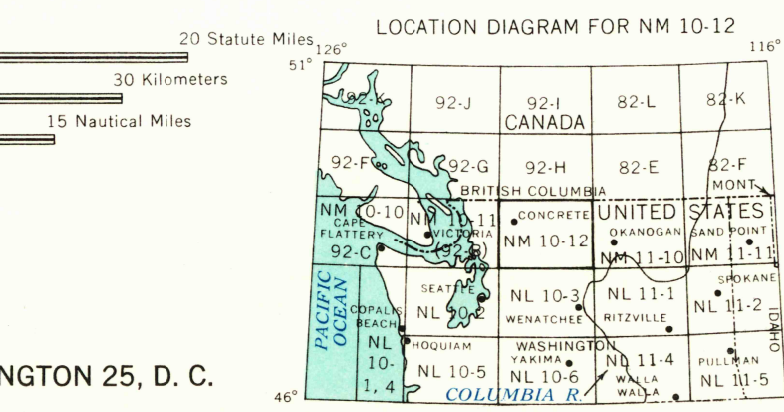 LOCATION DIAGRAM FOR NM 10-12
20 Statute Miles
30 Kilometers
15 Nautical Miles
126°
116°
51°
92-K
92-J
92-I
82-L
82-K
CANADA
92-F
92-G
92-H
82-E
82-F
MONT
BRITISH COLUMBIA
NM 10-10
CAPE
FLATTERY
92-C
NM 10-11
VICTORIA
(92-B)
CONCRETE
NM 10-12
UNITED STATES
OKANOGAN
NM 11-10
SAND POINT
NM 11-11
PACIFIC
OCEAN
COPALIS
BEACH
SEATTLE
NL 10-2
NL 10-3
WENATCHEE
NL 11-1
RITZVILLE
SPOKANE
NL 11-2
IDAHO
NL
10-
1, 4
HOQUIAM
NL 10-5
WASHINGTON
YAKIMA
NL 10-6
NL 11-4
WALLA
WALLA
PULLMAN
NL 11-5
COLUMBIA R.
46°
NGTON 25, D. C.